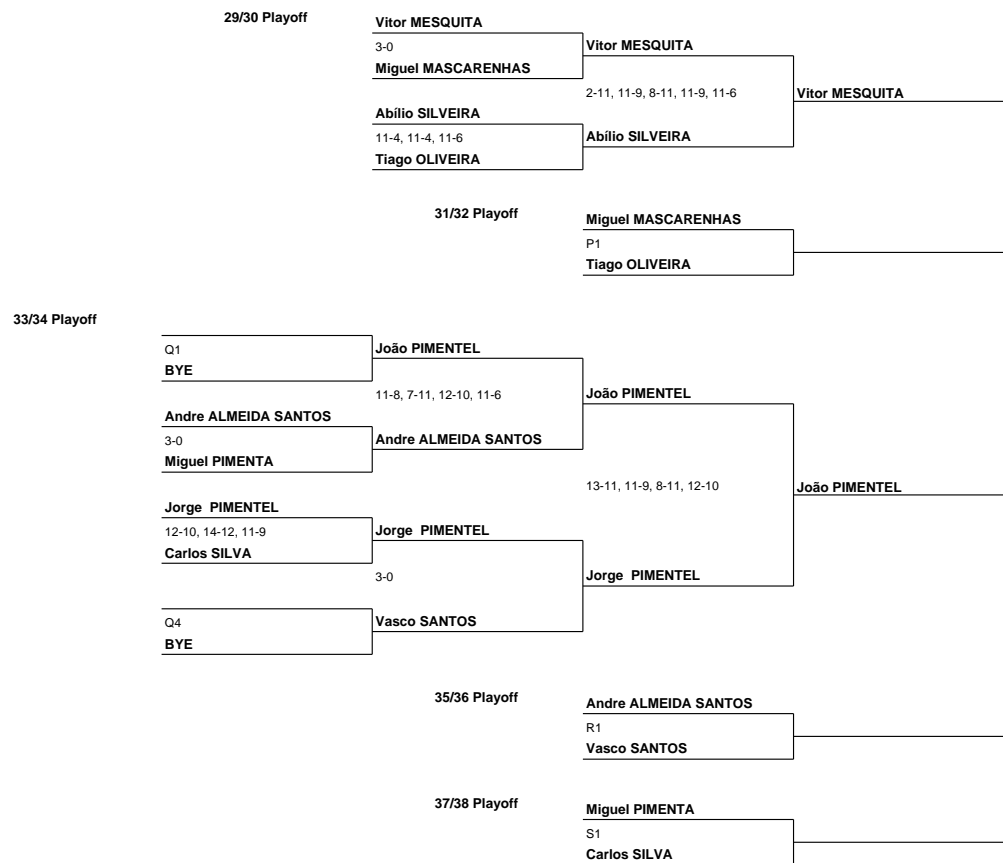 29/30 Playoff
Vitor MESQUITA
3-0
Vitor MESQUITA
Miguel MASCARENHAS
2-11, 11-9, 8-11, 11-9, 11-6
Vitor MESQUITA
Abílio SILVEIRA
11-4, 11-4, 11-6
Abílio SILVEIRA
Tiago OLIVEIRA
31/32 Playoff
Miguel MASCARENHAS
P1
Tiago OLIVEIRA
33/34 Playoff
Q1
João PIMENTEL
BYE
11-8, 7-11, 12-10, 11-6
João PIMENTEL
Andre ALMEIDA SANTOS
3-0
Andre ALMEIDA SANTOS
Miguel PIMENTA
13-11, 11-9, 8-11, 12-10
João PIMENTEL
Jorge  PIMENTEL
12-10, 14-12, 11-9
Jorge  PIMENTEL
Carlos SILVA
3-0
Jorge  PIMENTEL
Q4
Vasco SANTOS
BYE
35/36 Playoff
Andre ALMEIDA SANTOS
R1
Vasco SANTOS
37/38 Playoff
Miguel PIMENTA
S1
Carlos SILVA